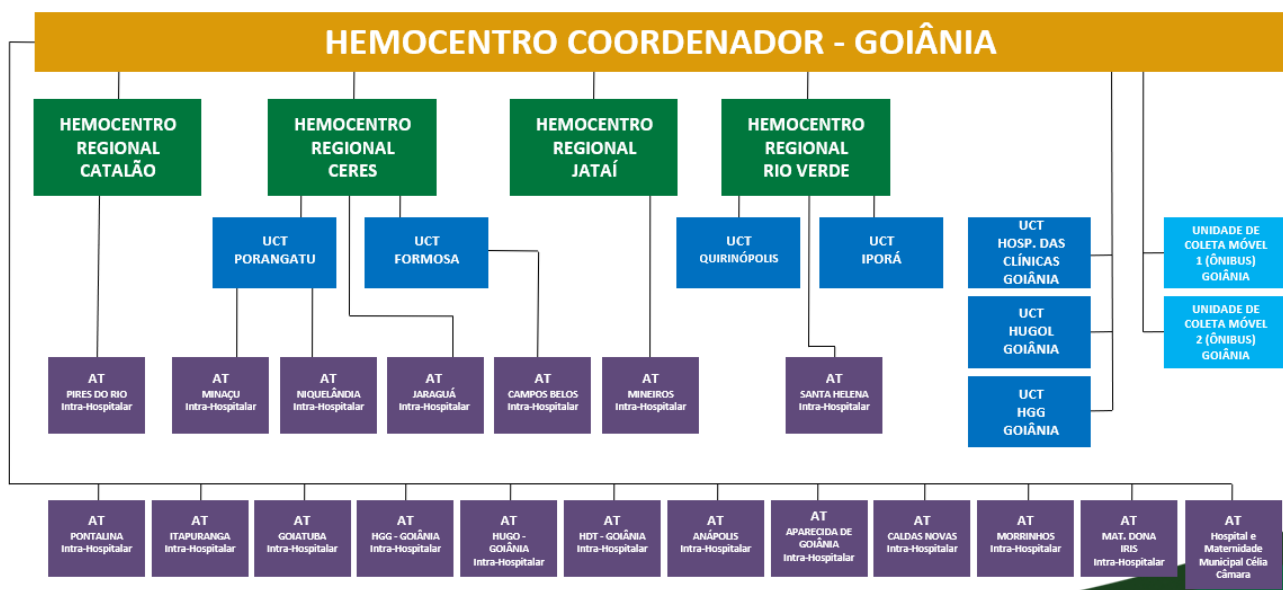 HEMOCENTRO COORDENADOR - GOIÂNIA
HEMOCENTRO
REGIONAL
CATALÃO
HEMOCENTRO
REGIONAL
CERES
HEMOCENTRO
REGIONAL
JATAÍ
HEMOCENTRO
REGIONAL
RIO VERDE
UCT
PORANGATU
UCT
FORMOSA
UCT
QUIRINÓPOLIS
UCT
IPORÁ
UCT
HOSP. DAS
CLÍNICAS
GOIÂNIA
UNIDADE DE
COLETA MÓVEL
1 (ÔNIBUS)
GOIÂNIA
UCT
HUGOL
GOIÂNIA
UNIDADE DE
COLETA MÓVEL
2 (ÔNIBUS)
GOIÂNIA
UCT
HGG
GOIÂNIA
AT
PIRES DO RIO
Intra-Hospitalar
AT
MINAÇU
Intra-Hospitalar
AT
NIQUELÂNDIA
Intra-Hospitalar
AT
JARAGUÁ
Intra-Hospitalar
AT
CAMPOS BELOS
Intra-Hospitalar
AT
MINEIROS
Intra-Hospitalar
AT
SANTA HELENA
Intra-Hospitalar
AT
PONTALINA
Intra-Hospitalar
AT
ITAPURANGA
Intra-Hospitalar
AT
GOIATUBA
Intra-Hospitalar
AT
HGG - GOIÂNIA
Intra-Hospitalar
AT
HUGO -
GOIÂNIA
Intra-Hospitalar
AT
HDT - GOIÂNIA
Intra-Hospitalar
AT
ANÁPOLIS
Intra-Hospitalar
AT
APARECIDA DE
GOIÂNIA
Intra-Hospitalar
AT
CALDAS NOVAS
Intra-Hospitalar
AT
MORRINHOS
Intra-Hospitalar
AT
MAT. DONA
IRIS
Intra-Hospitalar
AT
Hospital e
Maternidade
Municipal Célia
Câmara